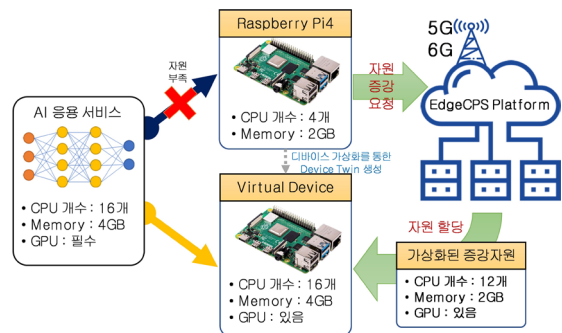 Raspberry Pi4
• CPU 개수 : 4개
• Memory : 2GB
자원
부족
AI 응용 서비스
• CPU 개수 : 16개
• Memory : 4GB
• GPU : 필수
자원
증강
요청
5G
6G
EdgeCPS Platform
디바이스 가상화를 통한
Device Twin 생성
Virtual Device
• CPU 개수 : 16개
• Memory : 4GB
• GPU : 있음
자원 할당
가상화된 증강자원
• CPU 개수 : 12개
• Memory : 2GB
• GPU : 있음